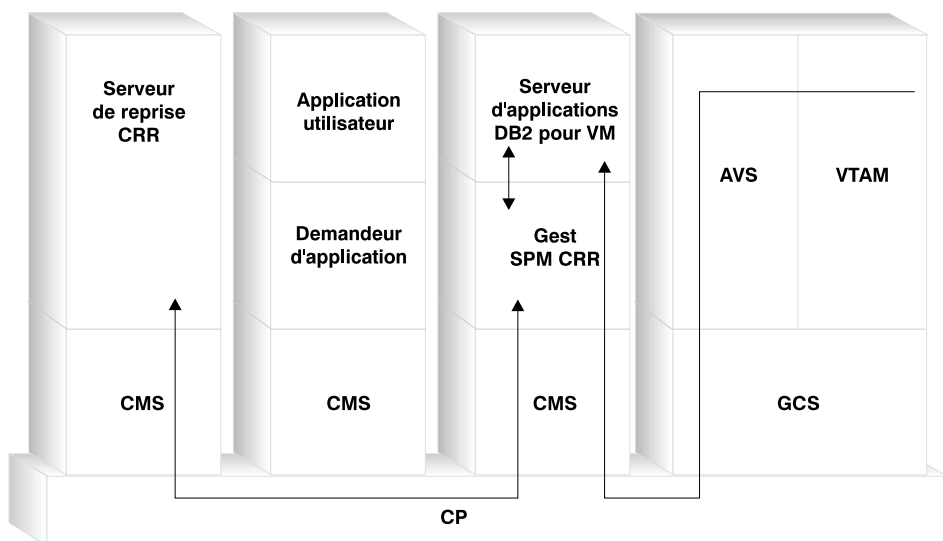 Serveur
de reprise
CRR
Application
utilisateur
Serveur
d'applications
DB2 pour VM
AVS
VTAM
Demandeur
d'application
Gest
SPM CRR
CMS
CMS
CMS
GCS
CP